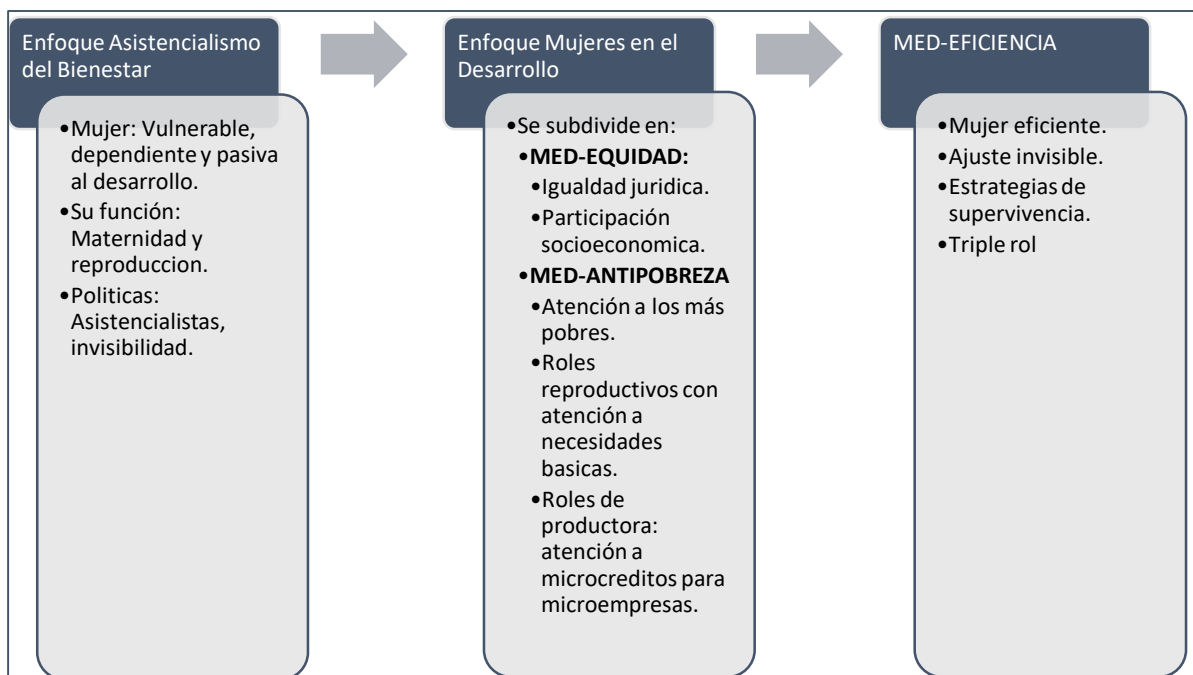 Enfoque Asistencialismo
del Bienestar
•Mujer: Vulnerable,
dependiente y pasiva
al desarrollo.
•Su función:
Maternidad y
reproduccion.
•Politicas:
Asistencialistas,
invisibilidad.
Enfoque Mujeres en el
Desarrollo
•Se subdivide en:
•MED-EQUIDAD:
•Igualdad juridica.
•Participación
socioeconomica.
•MED-ANTIPOBREZA
•Atención a los más
pobres.
•Roles
reproductivos con
atención a
necesidades
basicas.
•Roles de
productora:
atención a
microcreditos para
microempresas.
MED-EFICIENCIA
•Mujer eficiente.
•Ajuste invisible.
•Estrategias de
supervivencia.
•Triple rol